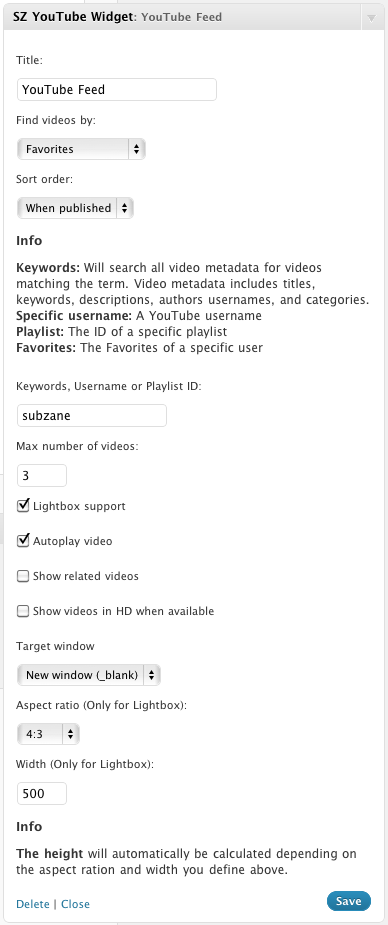 SZ YouTube Widget: YouTube Feed
Title:
YouTube Feed
Find videos by:
Favorites
Sort order:
When published
Info
Keywords: Will search all video metadata for videos
matching the term. Video metadata includes titles,
keywords, descriptions, authors usernames, and categories.
Specific username: A YouTube username
Playlist: The ID of a specific playlist
Favorites: The Favorites of a specific user
Keywords, Username or Playlist ID:
subzane
Max number of videos:
3
Lightbox support
Autoplay video
Show related videos
Show videos in HD when available
Target window
New window (_blank)
Aspect ratio (Only for Lightbox):
4:3
Width (Only for Lightbox):
500
Info
The height will automatically be calculated depending on
the aspect ration and width you define above.
Delete | Close
Save